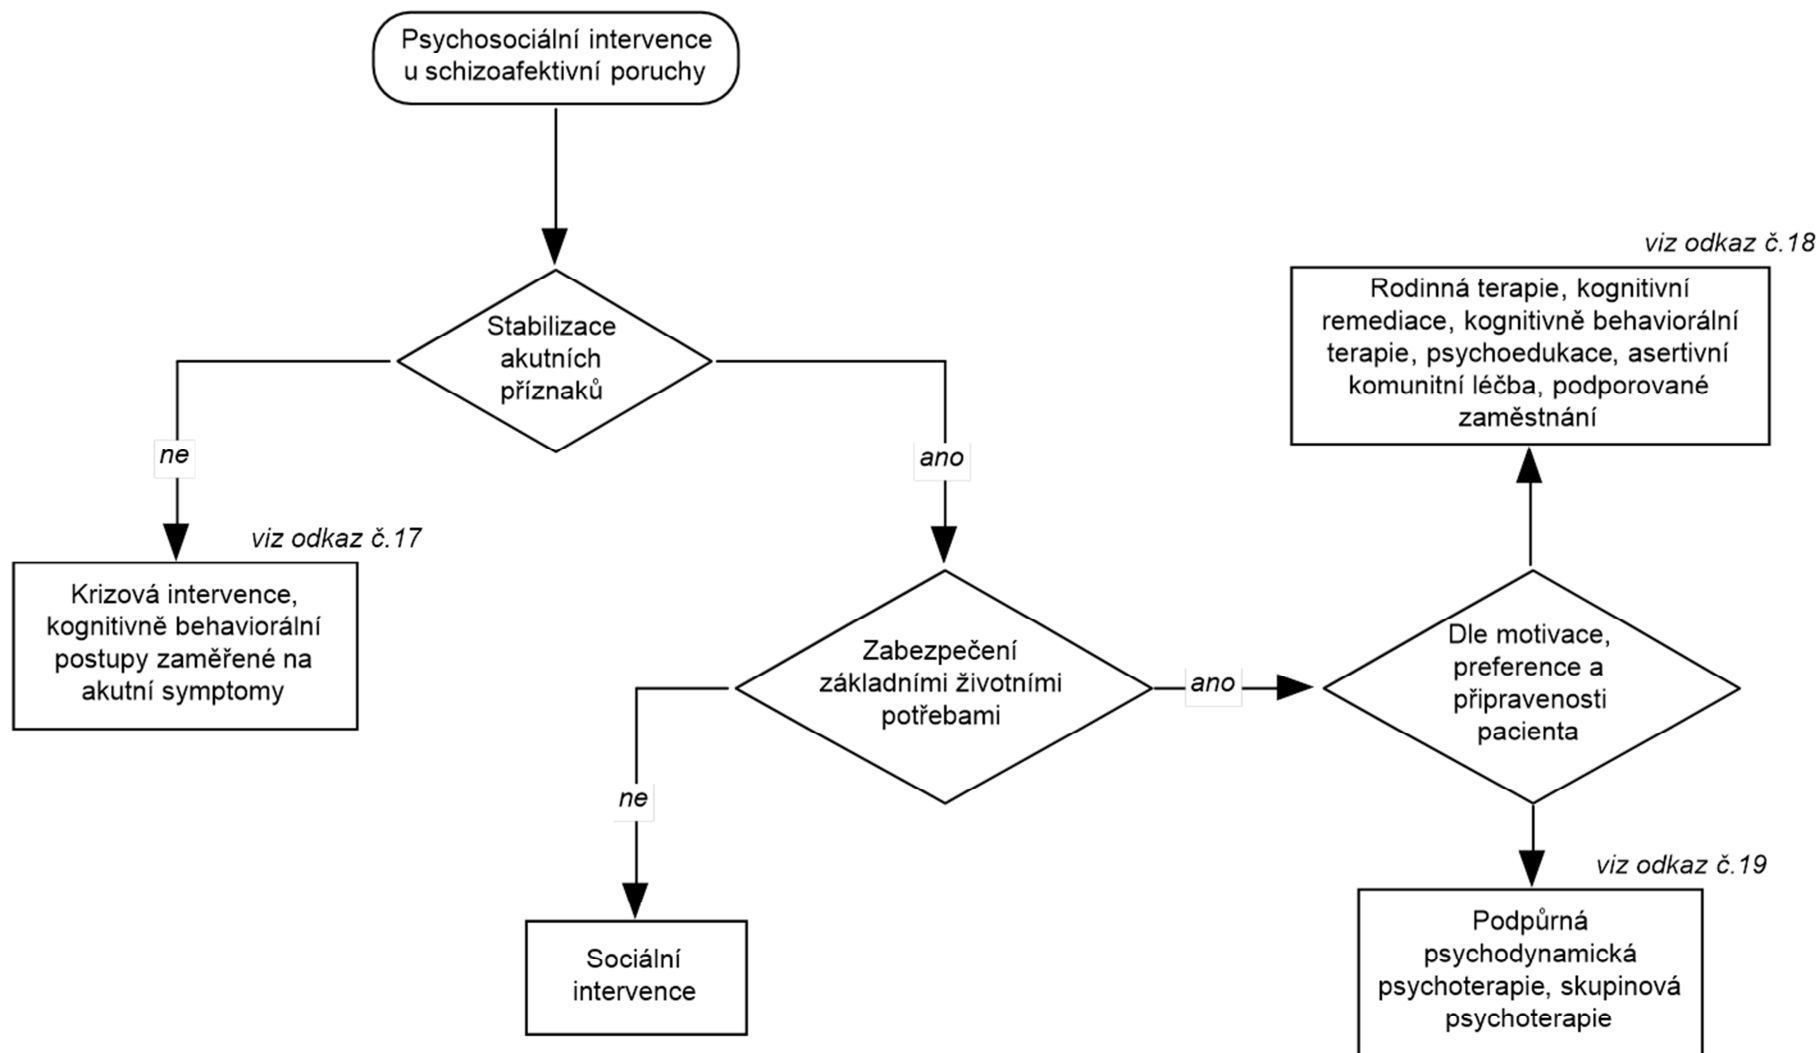 Psychosociální intervence
u schizoafektivní poruchy
Stabilizace
akutních
příznaků
ne
ano
viz odkaz č.17
Krizová intervence,
kognitivně behaviorální
postupy zaměřené na
akutní symptomy
Zabezpečení
základními životními
potřebami
ne
ano
Sociální
intervence
viz odkaz č.18
Rodinná terapie, kognitivní
remediace, kognitivně behaviorální
terapie, psychoedukace, asertivní
komunitní léčba, podporované
zaměstnání
Dle motivace,
preference a
připravenosti
pacienta
viz odkaz č.19
Podpůrná
psychodynamická
psychoterapie, skupinová
psychoterapie